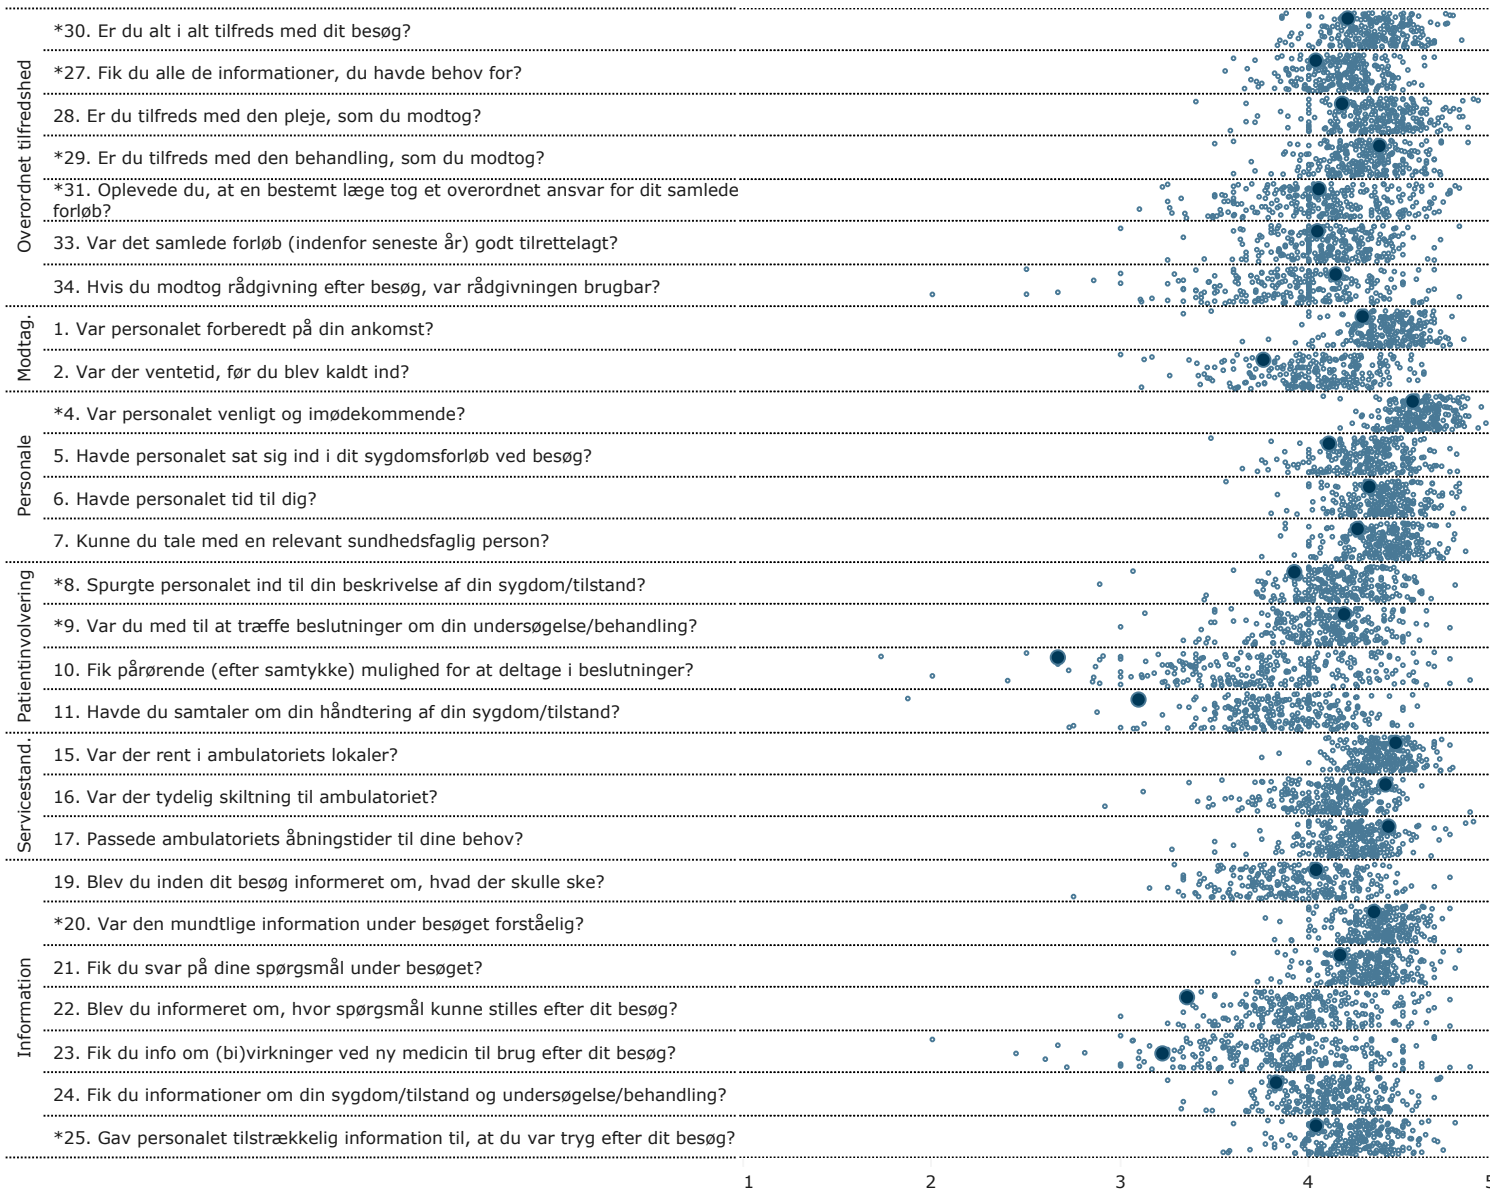 Overordnet tilfredshed
*30. Er du alt i alt tilfreds med dit besøg?
*27. Fik du alle de informationer, du havde behov for?
28. Er du tilfreds med den pleje, som du modtog?
*29. Er du tilfreds med den behandling, som du modtog?
*31. Oplevede du, at en bestemt læge tog et overordnet ansvar for dit samlede
forløb?
33. Var det samlede forløb (indenfor seneste år) godt tilrettelagt?
34. Hvis du modtog rådgivning efter besøg, var rådgivningen brugbar?
Modtag.
1. Var personalet forberedt på din ankomst?
2. Var der ventetid, før du blev kaldt ind?
Personale
*4. Var personalet venligt og imødekommende?
5. Havde personalet sat sig ind i dit sygdomsforløb ved besøg?
6. Havde personalet tid til dig?
7. Kunne du tale med en relevant sundhedsfaglig person?
Patientinvolvering
*8. Spurgte personalet ind til din beskrivelse af din sygdom/tilstand?
*9. Var du med til at træffe beslutninger om din undersøgelse/behandling?
10. Fik pårørende (efter samtykke) mulighed for at deltage i beslutninger?
11. Havde du samtaler om din håndtering af din sygdom/tilstand?
Servicestand.
15. Var der rent i ambulatoriets lokaler?
16. Var der tydelig skiltning til ambulatoriet?
17. Passede ambulatoriets åbningstider til dine behov?
Information
19. Blev du inden dit besøg informeret om, hvad der skulle ske?
*20. Var den mundtlige information under besøget forståelig?
21. Fik du svar på dine spørgsmål under besøget?
22. Blev du informeret om, hvor spørgsmål kunne stilles efter dit besøg?
23. Fik du info om (bi)virkninger ved ny medicin til brug efter dit besøg?
24. Fik du informationer om din sygdom/tilstand og undersøgelse/behandling?
*25. Gav personalet tilstrækkelig information til, at du var tryg efter dit besøg?
1 2 3 4 5